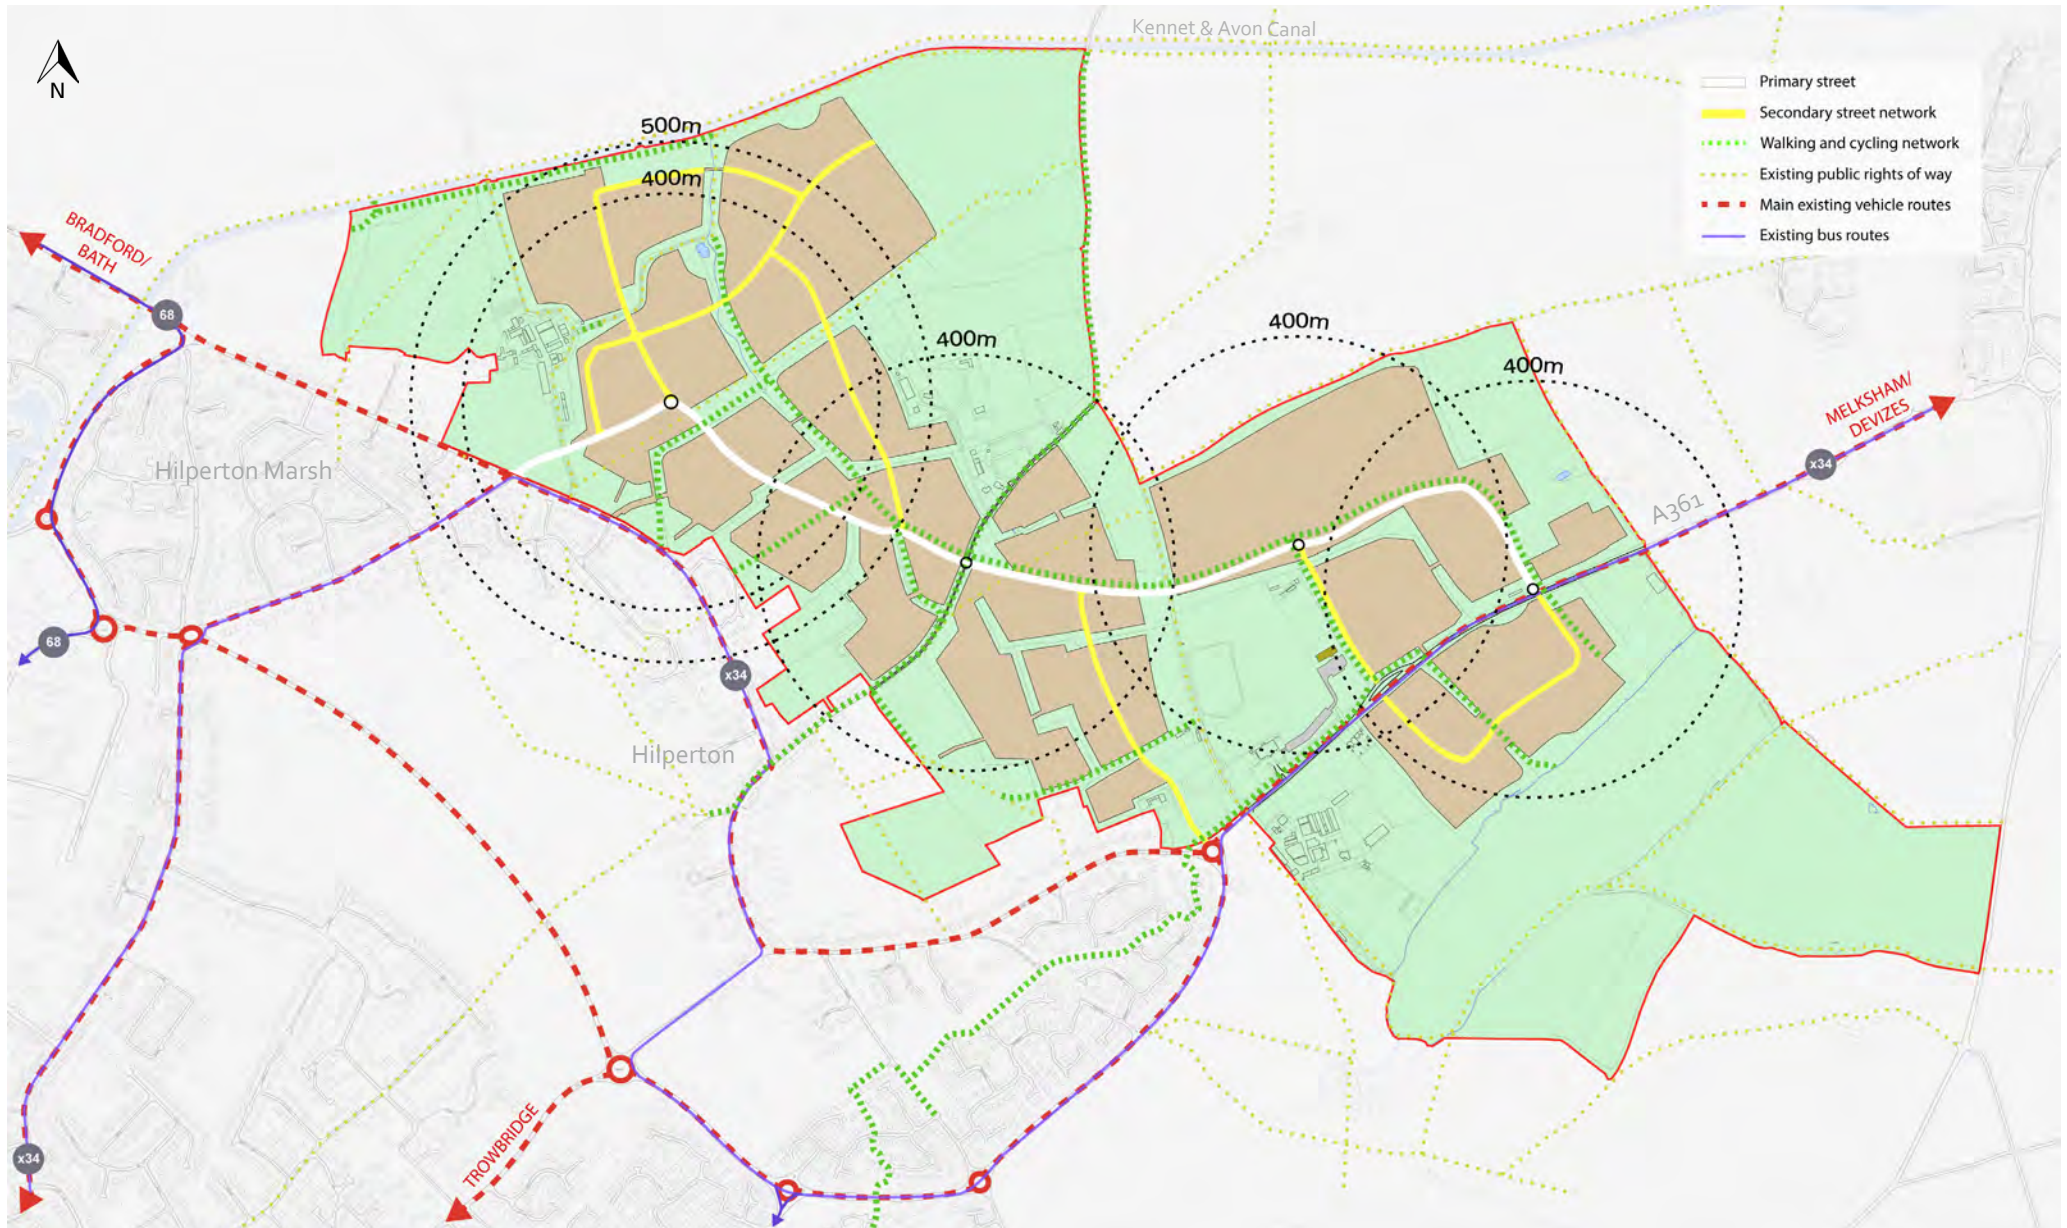 Kennet & Avon Canal
N
Primary street
Secondary street network
Walking and cycling network
Existing public rights of way
Main existing vehicle routes
Existing bus routes
500m
400m
BRADFORD/
BATH
68
400m
400m
400m
MELKSHAM/
DEVIZES
x34
A361
Hilperton Marsh
68
x34
Hilperton
TROWBRIDGE
x34